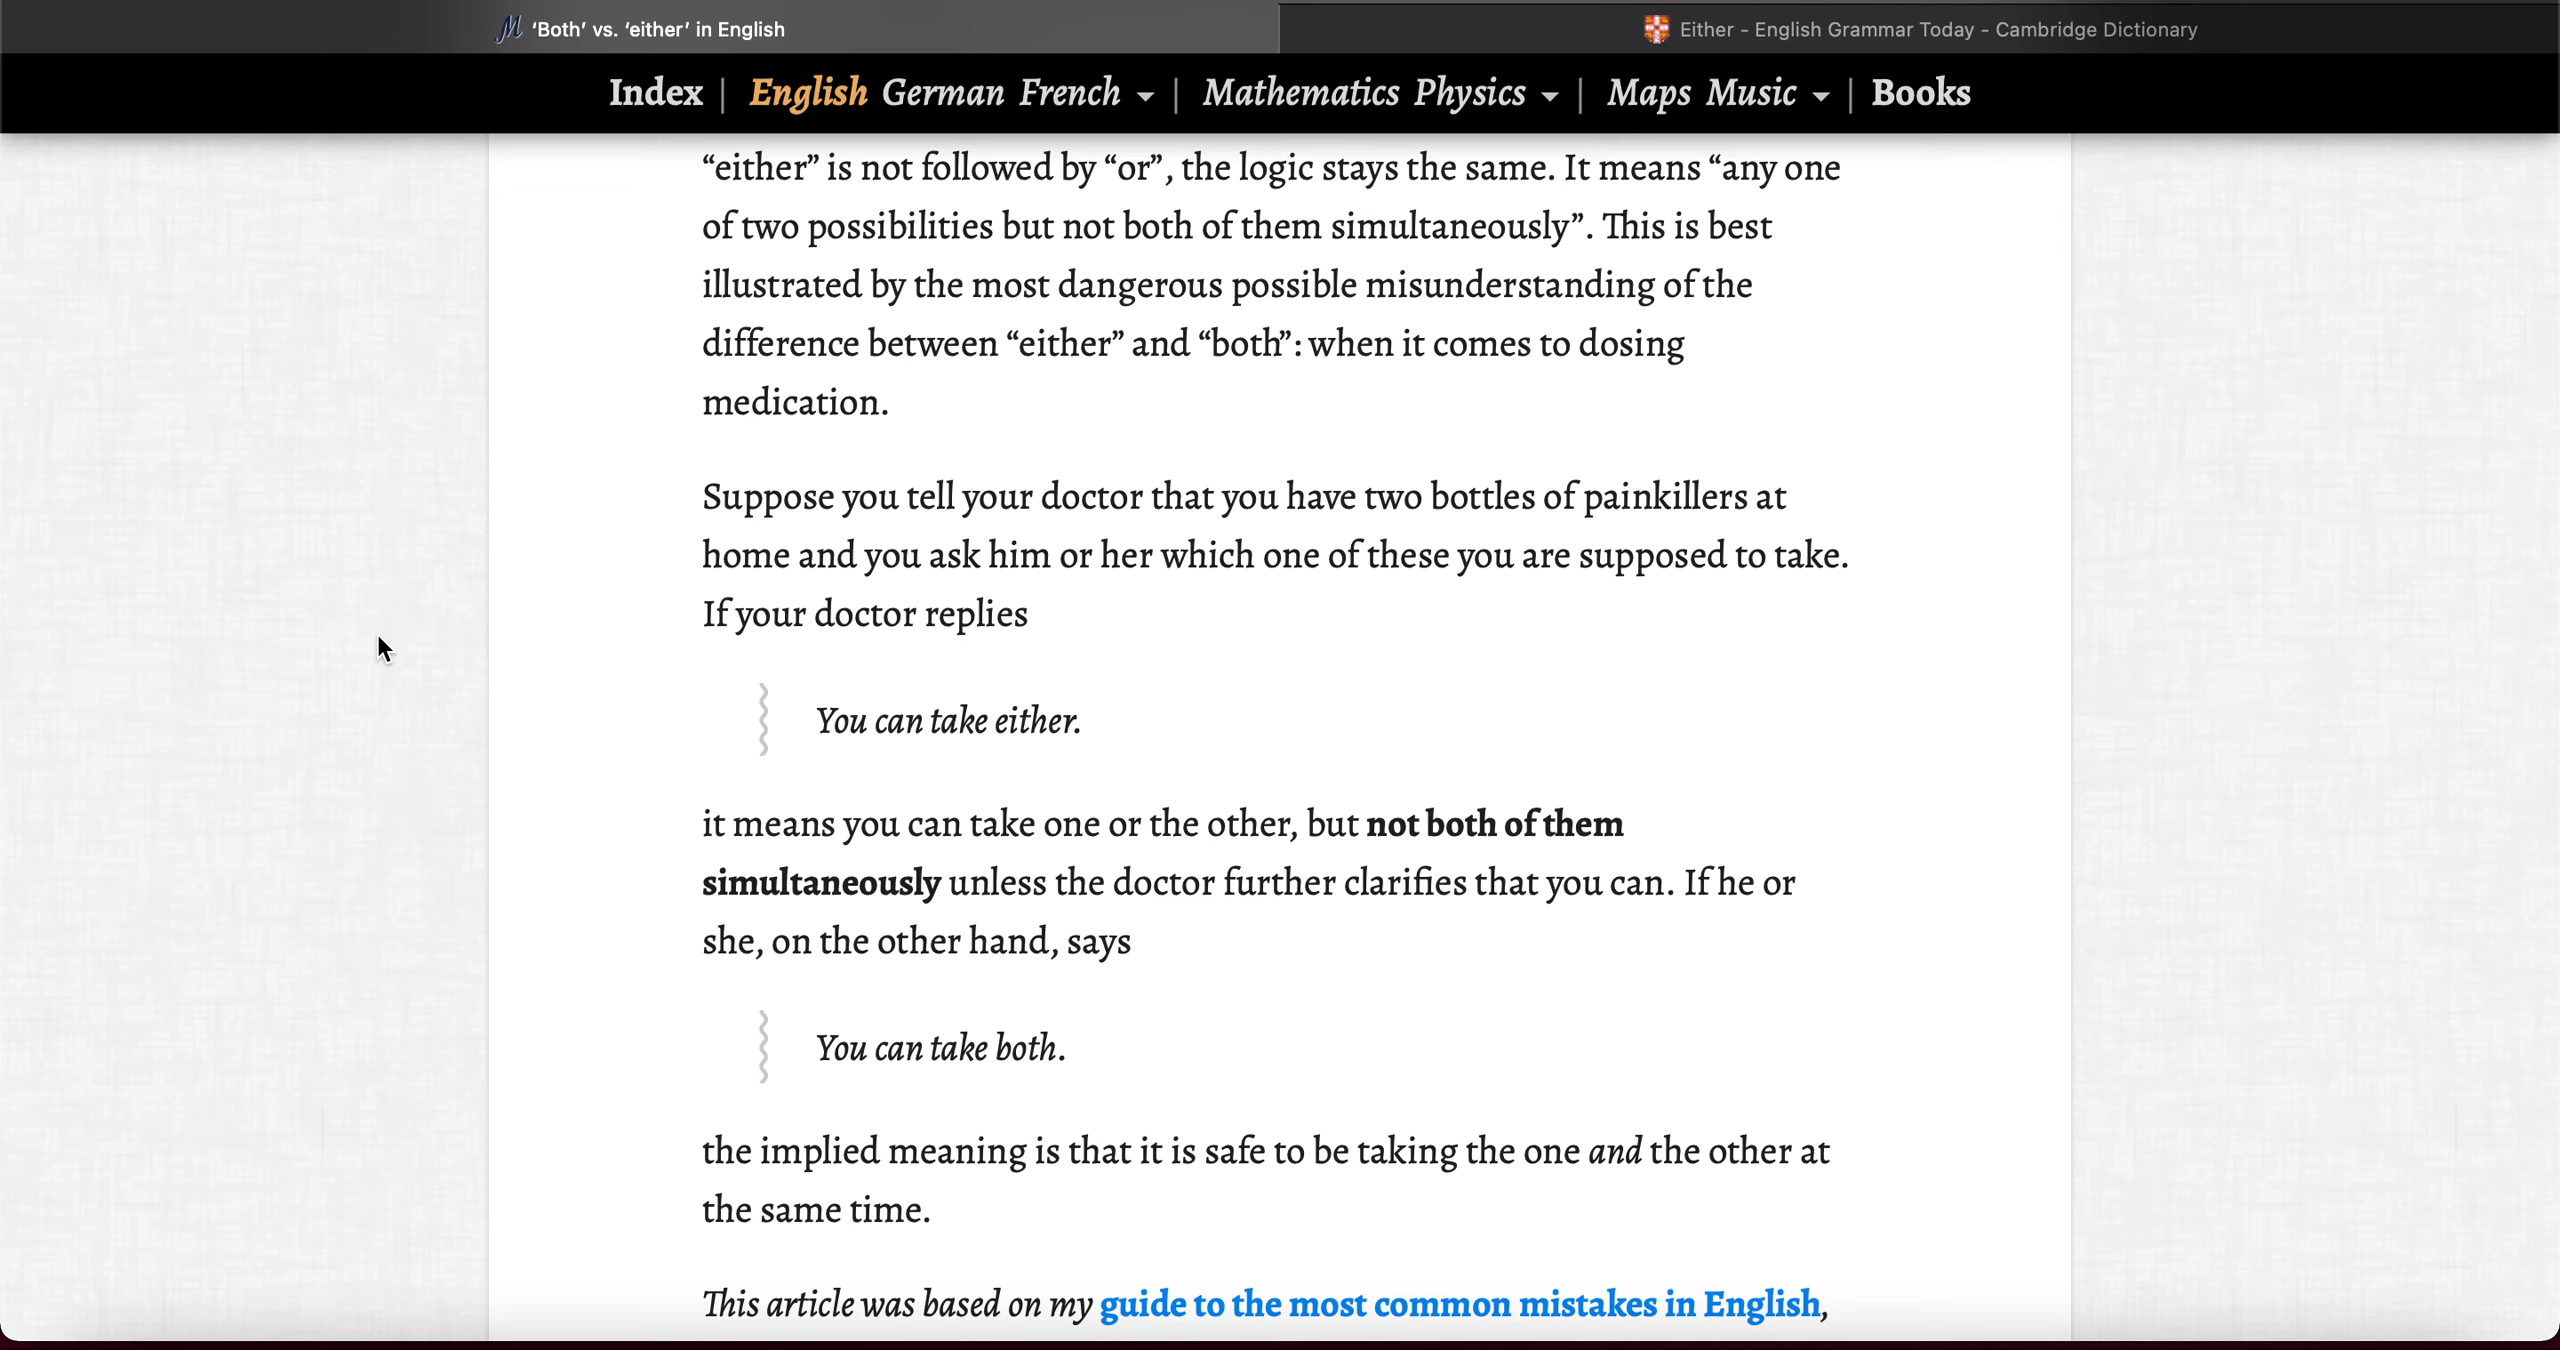 ‘Both’ vs. ‘either’ in English
Either - English Grammar Today - Cambridge Dictionary
Index | English German French | Mathematics Physics | Maps Music | Books
“either” is not followed by “or”, the logic stays the same. It means “any one
of two possibilities but not both of them simultaneously”. This is best
illustrated by the most dangerous possible misunderstanding of the
difference between “either” and “both”: when it comes to dosing
medication.
Suppose you tell your doctor that you have two bottles of painkillers at
home and you ask him or her which one of these you are supposed to take.
If your doctor replies
You can take either.
it means you can take one or the other, but not both of them
simultaneously unless the doctor further clarifies that you can. If he or
she, on the other hand, says
You can take both.
the implied meaning is that it is safe to be taking the one and the other at
the same time.
This article was based on my guide to the most common mistakes in English,